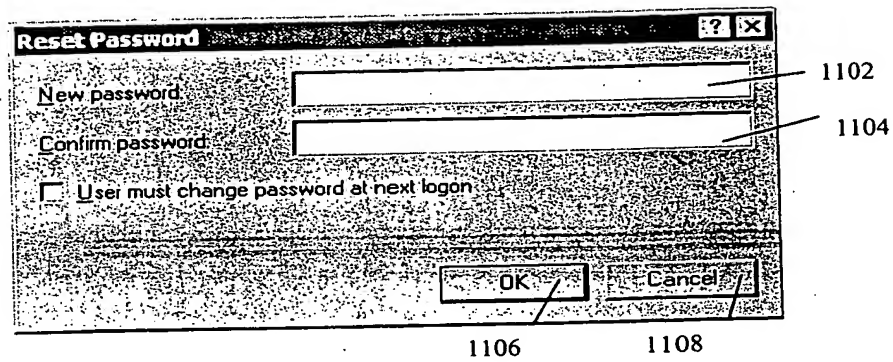 Reset Password ? X
New password: 1102
Confirm password: 1104
User must change password at next logon
OK Cancel
1106 1108